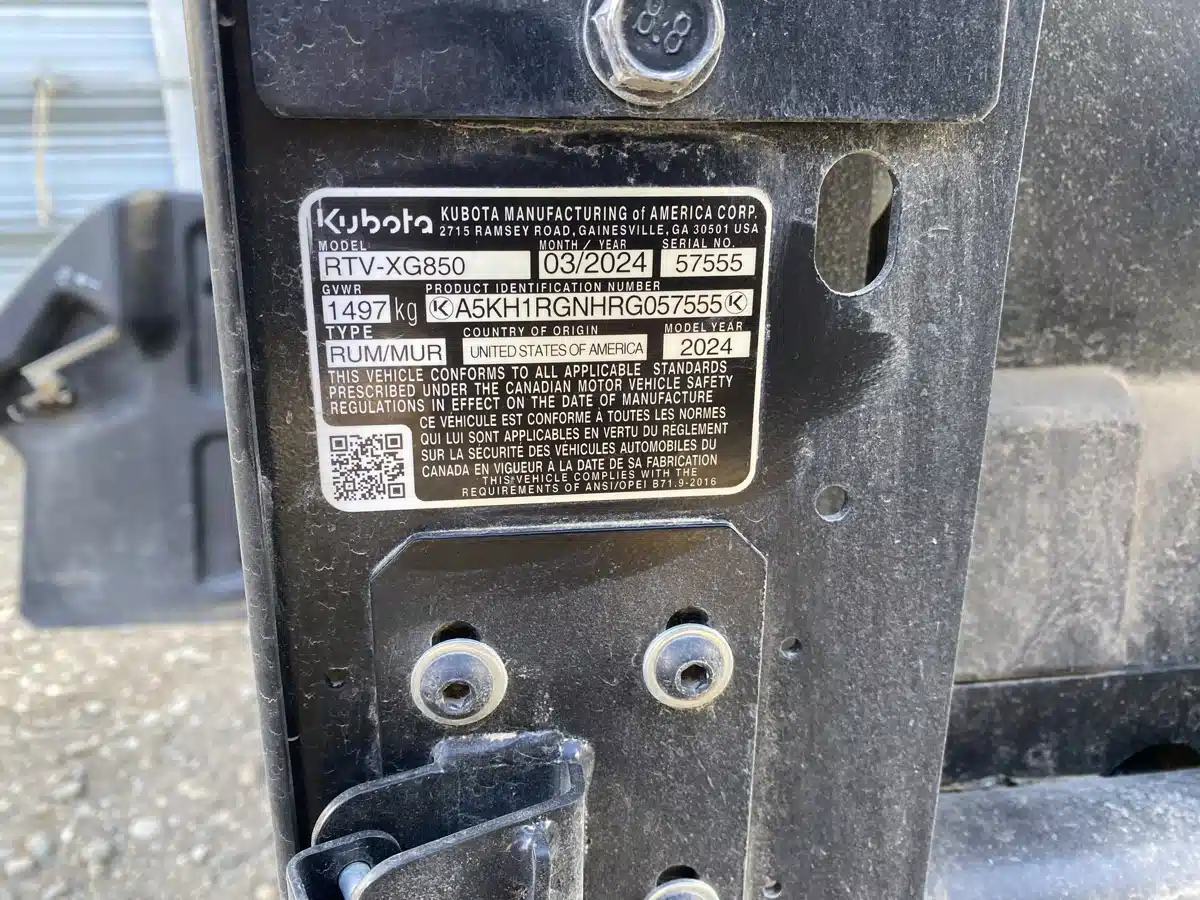 8.8
Kubota KUBOTA MANUFACTURING of AMERICA CORP.
2715 RAMSEY ROAD, GAINESVILLE, GA 30501 USA
MODEL MONTH / YEAR SERIAL NO.
RTV-XG850 03/2024 57555
GVWR PRODUCT IDENTIFICATION NUMBER
1497 kg K A5KH1RGNHRG057555 K
TYPE COUNTRY OF ORIGIN MODEL YEAR
RUM/MUR UNITED STATES OF AMERICA 2024
THIS VEHICLE CONFORMS TO ALL APPLICABLE STANDARDS
PRESCRIBED UNDER THE CANADIAN MOTOR VEHICLE SAFETY
REGULATIONS IN EFFECT ON THE DATE OF MANUFACTURE
CE VÉHICULE EST CONFORME À TOUTES LES NORMES
QUI LUI SONT APPLICABLES EN VERTU DU RÈGLEMENT
SUR LA SÉCURITÉ DES VÉHICULES AUTOMOBILES DU
CANADA EN VIGUEUR À LA DATE DE SA FABRICATION
THIS VEHICLE COMPLIES WITH THE
REQUIREMENTS OF ANSI/OPEI B71.9-2016